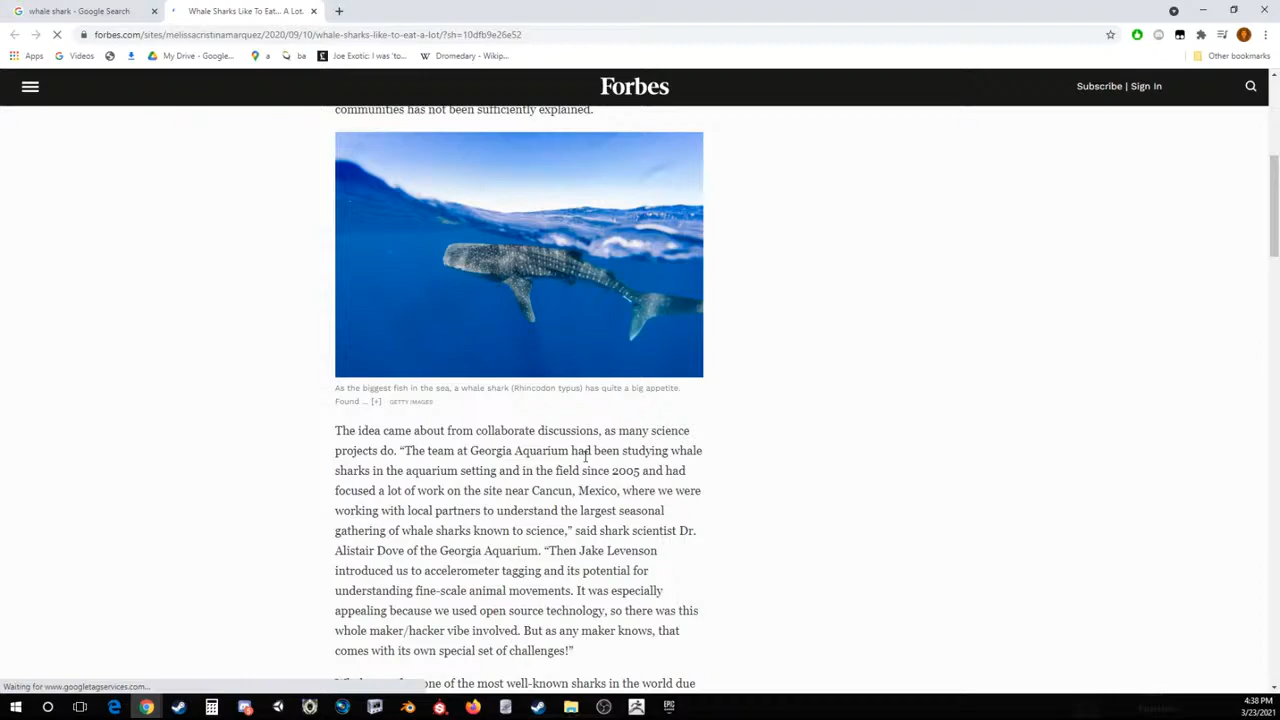 whale shark - Google Search
Whale Sharks Like To Eat... A Lot.
forbes.com/sites/melissacristinamarquez/2020/09/10/whale-sharks-like-to-eat-a-lot/?sh=10dfb9e26e52
Apps Videos My Drive - Google... a ba Joe Exotic: I was 'to... Dromedary - Wikip... Other bookmarks
Forbes
Subscribe | Sign In
communities has not been sufficiently explained.
As the biggest fish in the sea, a whale shark (Rhincodon typus) has quite a big appetite.
Found ... [+] GETTY IMAGES
The idea came about from collaborate discussions, as many science
projects do. “The team at Georgia Aquarium had been studying whale
sharks in the aquarium setting and in the field since 2005 and had
focused a lot of work on the site near Cancun, Mexico, where we were
working with local partners to understand the largest seasonal
gathering of whale sharks known to science,” said shark scientist Dr.
Alistair Dove of the Georgia Aquarium. “Then Jake Levenson
introduced us to accelerometer tagging and its potential for
understanding fine-scale animal movements. It was especially
appealing because we used open source technology, so there was this
whole maker/hacker vibe involved. But as any maker knows, that
comes with its own special set of challenges!”
one of the most well-known sharks in the world due
Waiting for www.googletagservices.com...
4:38 PM
3/23/2021